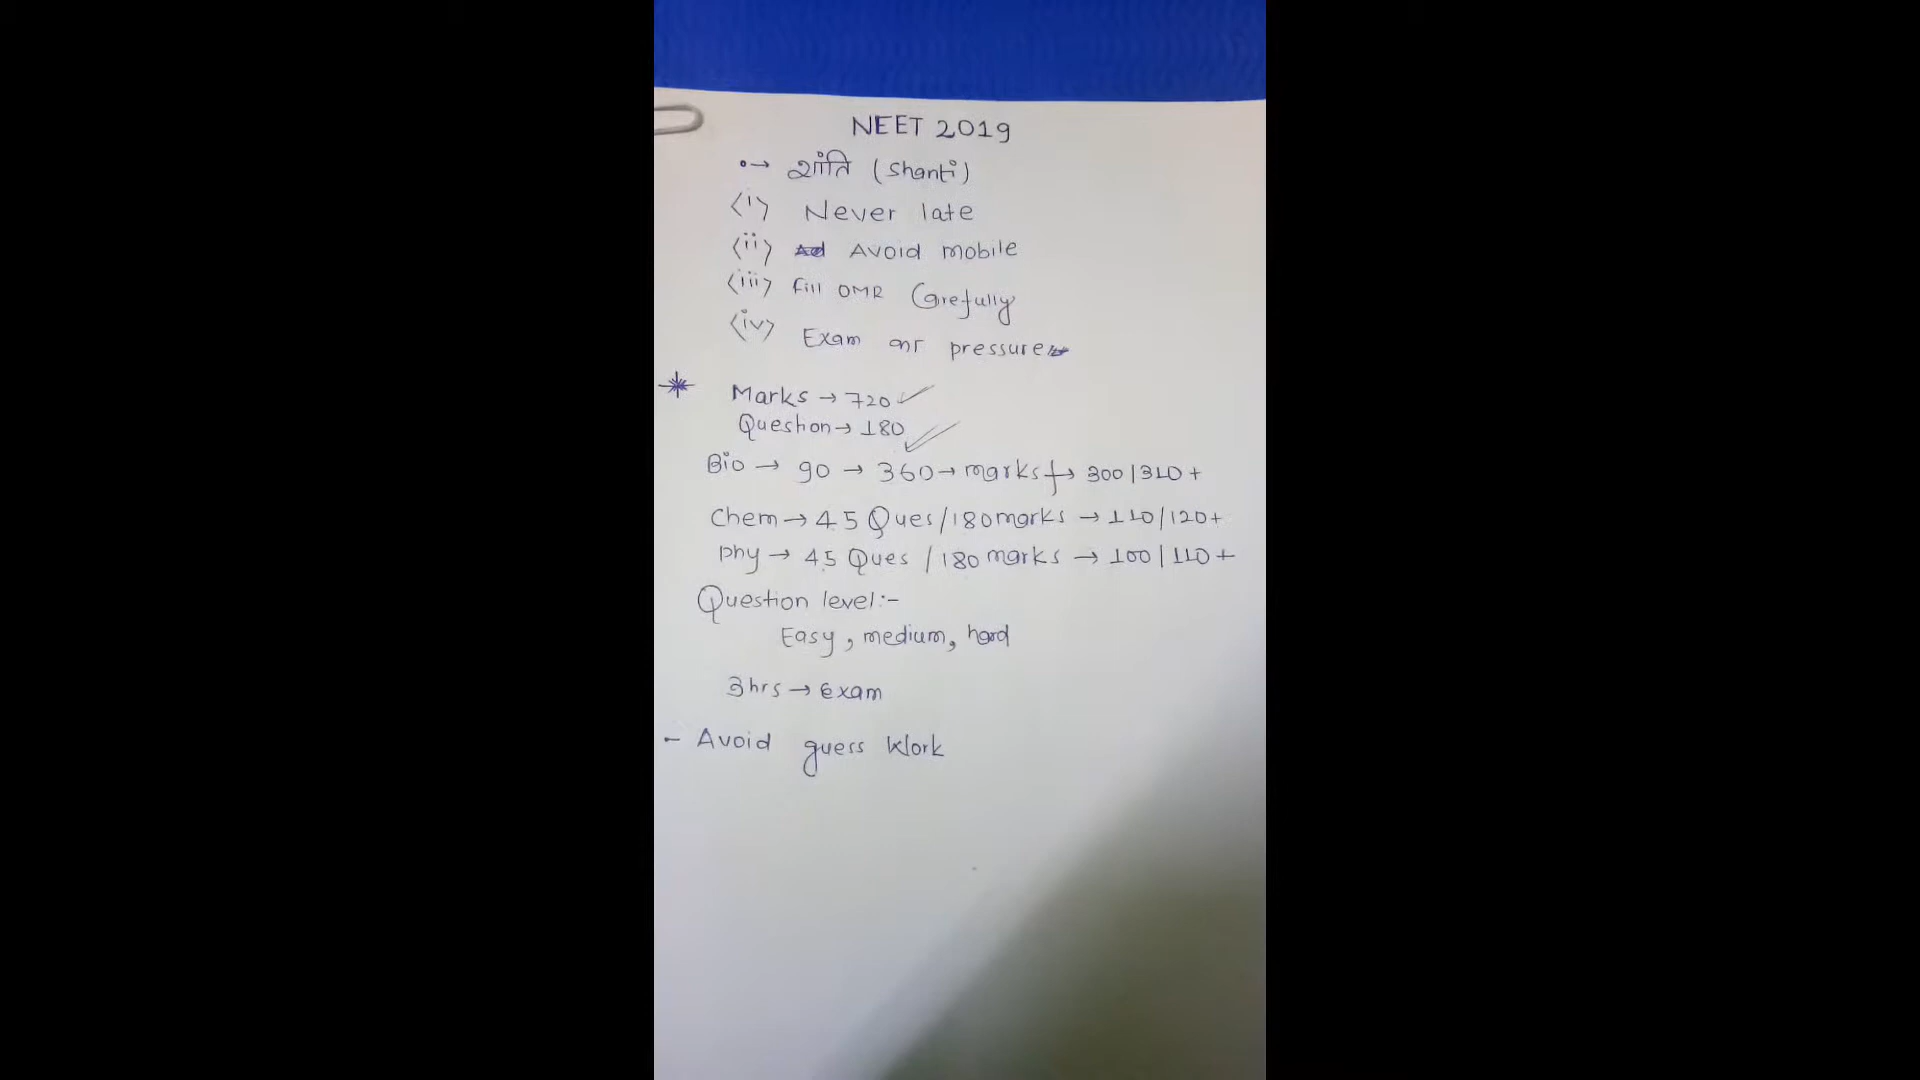 NEET 2019
•→ शांति (Shanti)
<i> Never late
<ii> Avoid mobile
<iii> Fill OMR Carefully
<iv> Exam pressure
* Marks → 720 ✓
Question → 180
Bio → 90 → 360 → marks → 300/310+
Chem → 45 Ques/180 marks → 110/120+
Phy → 45 Ques/180 marks → 100/110+
Question level:-
Easy, medium, hard
3hrs → Exam
- Avoid guess Work